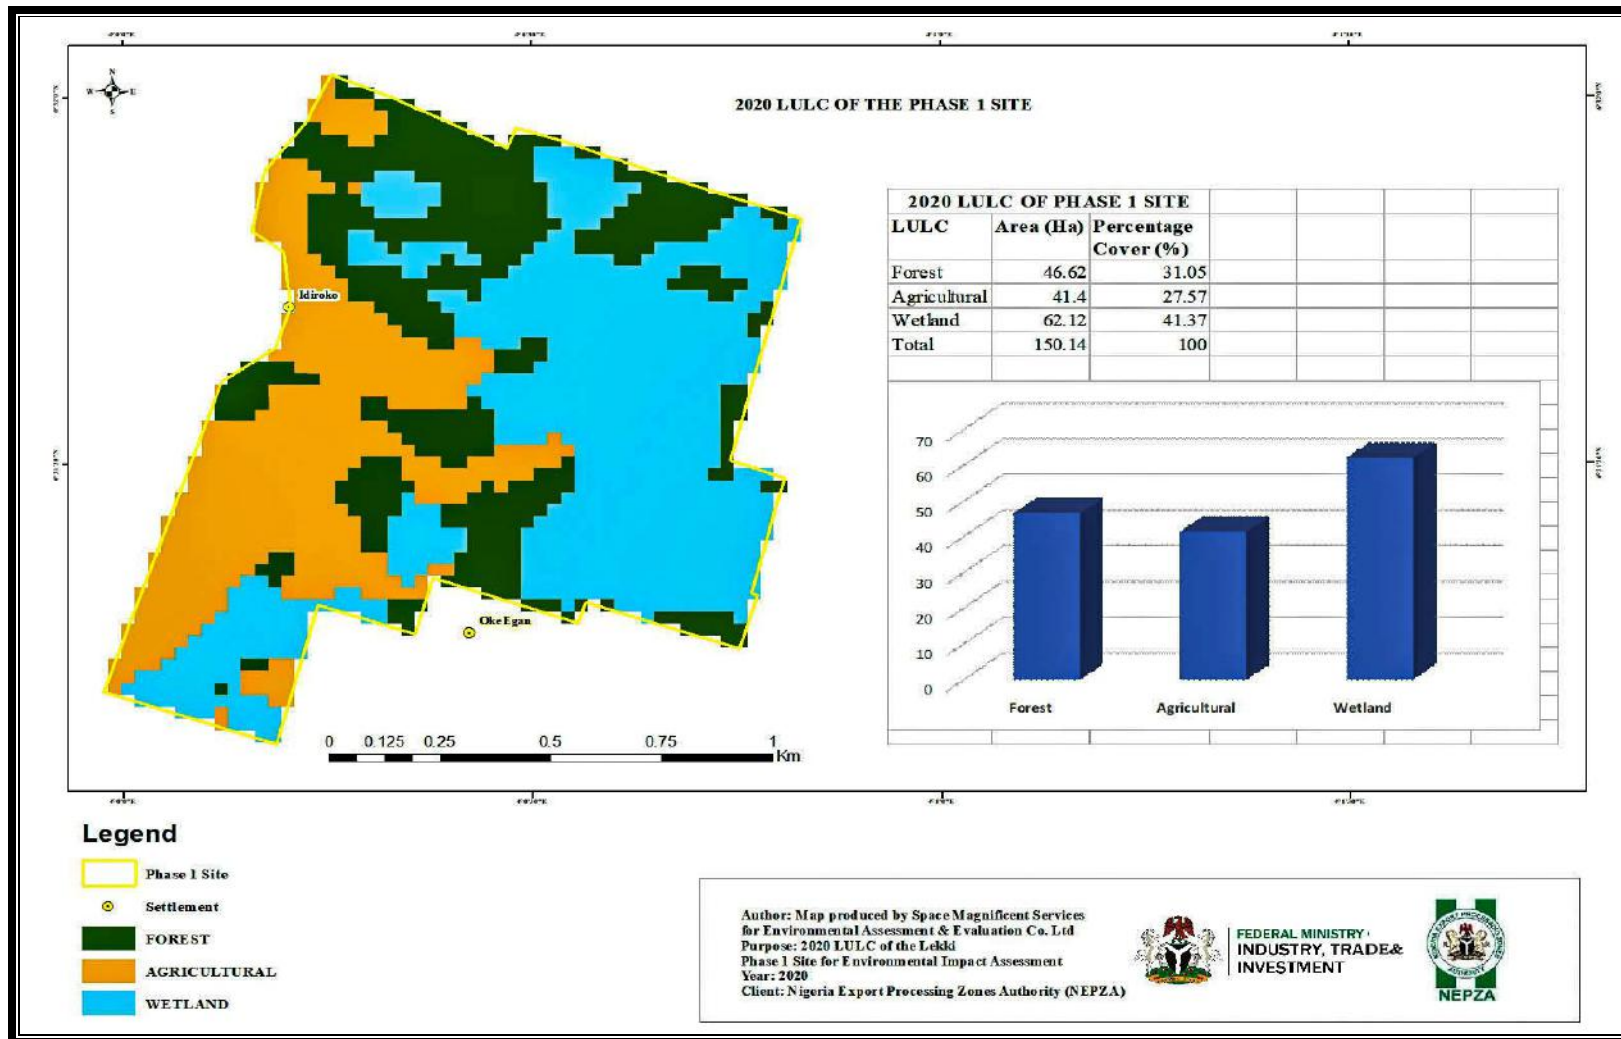 N
W E
S
2020 LULC OF THE PHASE 1 SITE
Idiroko
Oke Egan
0 0.125 0.25 0.5 0.75 1
Km
2020 LULC OF PHASE 1 SITE
LULC Area (Ha) Percentage
Cover (%)
Forest 46.62 31.05
Agricultural 41.4 27.57
Wetland 62.12 41.37
Total 150.14 100
70
60
50
40
30
20
10
0
Forest Agricultural Wetland
Legend
Phase 1 Site
Settlement
FOREST
AGRICULTURAL
WETLAND
Author: Map produced by Space Magnificent Services
for Environmental Assessment & Evaluation Co. Ltd
Purpose: 2020 LULC of the Lekki
Phase 1 Site for Environmental Impact Assessment
Year: 2020
Client: Nigeria Export Processing Zones Authority (NEPZA)
FEDERAL MINISTRY
INDUSTRY, TRADE&
INVESTMENT
NIGERIA EXPORT PROCESSING ZONES
AUTHORITY
NEPZA